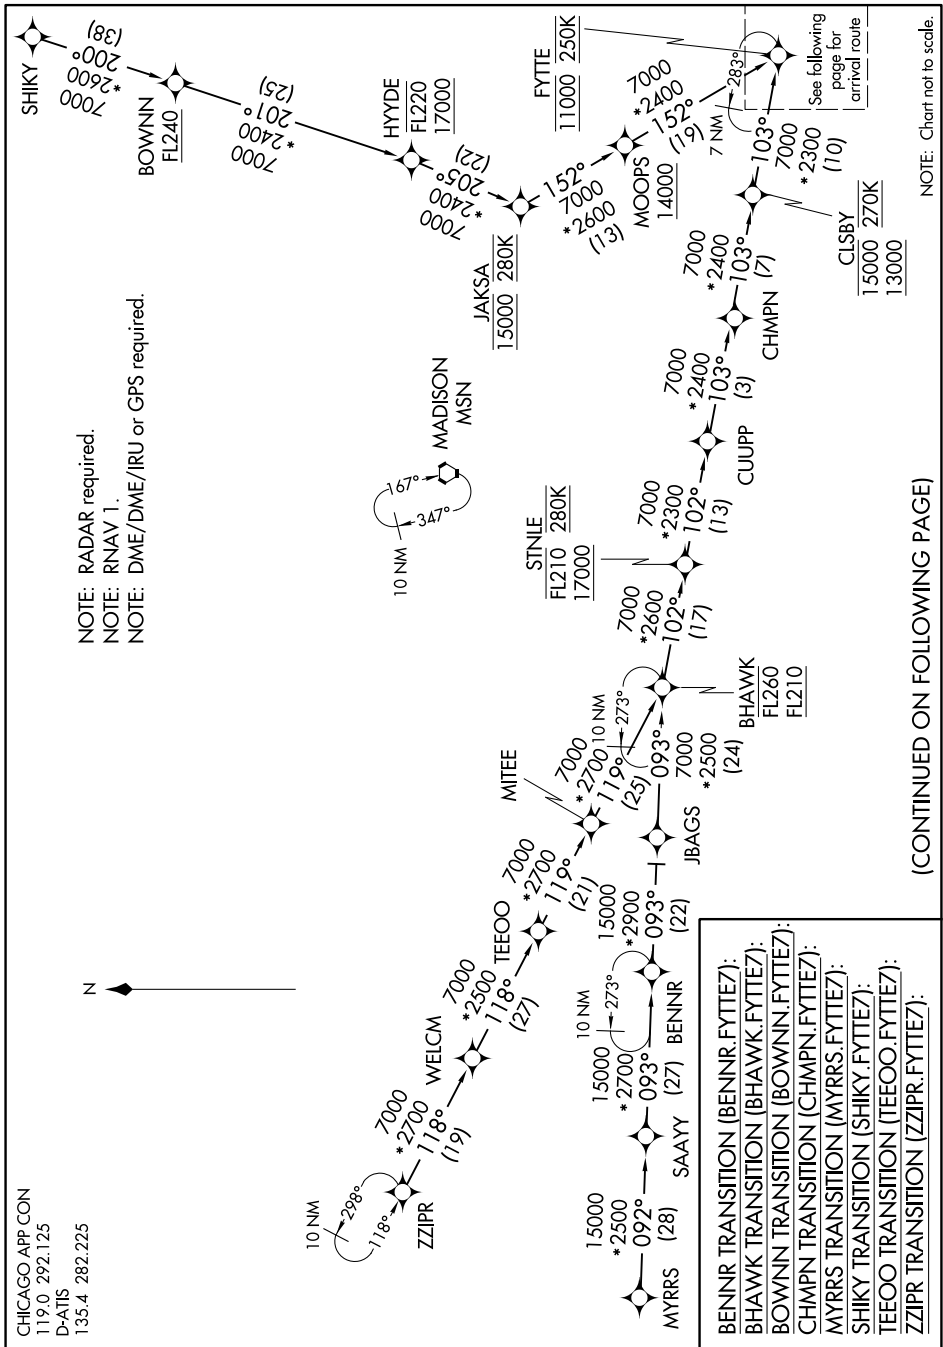 CHICAGO APP CON
119.0 292.125
D-ATIS
135.4 282.225
N
NOTE: RADAR required.
NOTE: RNAV 1.
NOTE: DME/DME/IRU or GPS required.
SHIKY
7000
*2600
200°
(38)
BOWNN
FL240
7000
*2400
201°
(25)
HYYDE
FL220
17000
7000
*2400
205°
(22)
JAKSA
15000 280K
152°
7000
*2600
(13)
MOOPS
14000
7000
*2400
152°
(19)
FYTTE
11000 250K
283°
7 NM
See following
page for
arrival route
MADISON
MSN
167°
347°
10 NM
ZZIPR
10 NM
298°
118°
7000
*2700
118°
(19)
WELCM
7000
*2500
118°
(27)
TEEOO
7000
*2700
119°
(21)
MITEE
7000
*2700
119°
(25)
MYRRS
15000
*2500
092°
(28)
SAAYY
15000
*2700
093°
(27)
BENNR
10 NM
273°
15000
*2900
093°
(22)
JBAGS
093°
7000
*2500
(24)
10 NM
273°
BHAWK
FL260
FL210
7000
*2600
102°
(17)
STNLE
FL210 280K
17000
7000
*2300
102°
(13)
CUUPP
7000
*2400
103°
(3)
CHMPN
7000
*2400
103°
(7)
CLSBY
15000 270K
13000
103°
7000
*2300
(10)
NOTE: Chart not to scale.
BENNR TRANSITION (BENNR.FYTTE7):
BHAWK TRANSITION (BHAWK.FYTTE7):
BOWNN TRANSITION (BOWNN.FYTTE7):
CHMPN TRANSITION (CHMPN.FYTTE7):
MYRRS TRANSITION (MYRRS.FYTTE7):
SHIKY TRANSITION (SHIKY.FYTTE7):
TEEOO TRANSITION (TEEOO.FYTTE7):
ZZIPR TRANSITION (ZZIPR.FYTTE7):
(CONTINUED ON FOLLOWING PAGE)